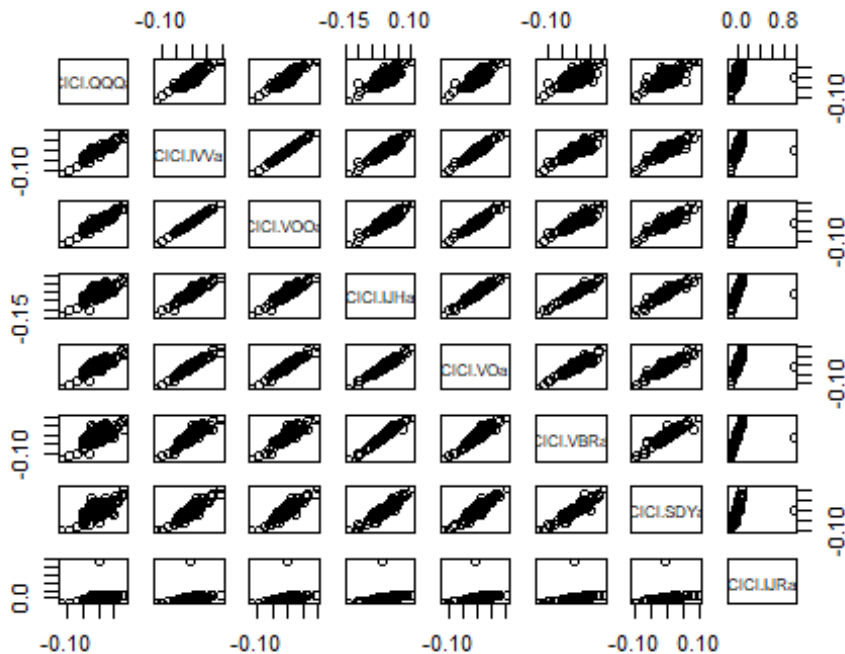 -0.10 -0.15 0.10 -0.10 0.0 0.8
CICI.QQQ -0.10
-0.10 CICI.IVVa
CICI.VOOa -0.10
-0.15 CICI.IJHa
CICI.VOa -0.10
-0.10 CICI.VBRa
CICI.SDYa -0.10
0.0 CICI.IJRa
-0.10 -0.10 -0.10 -0.10 0.10